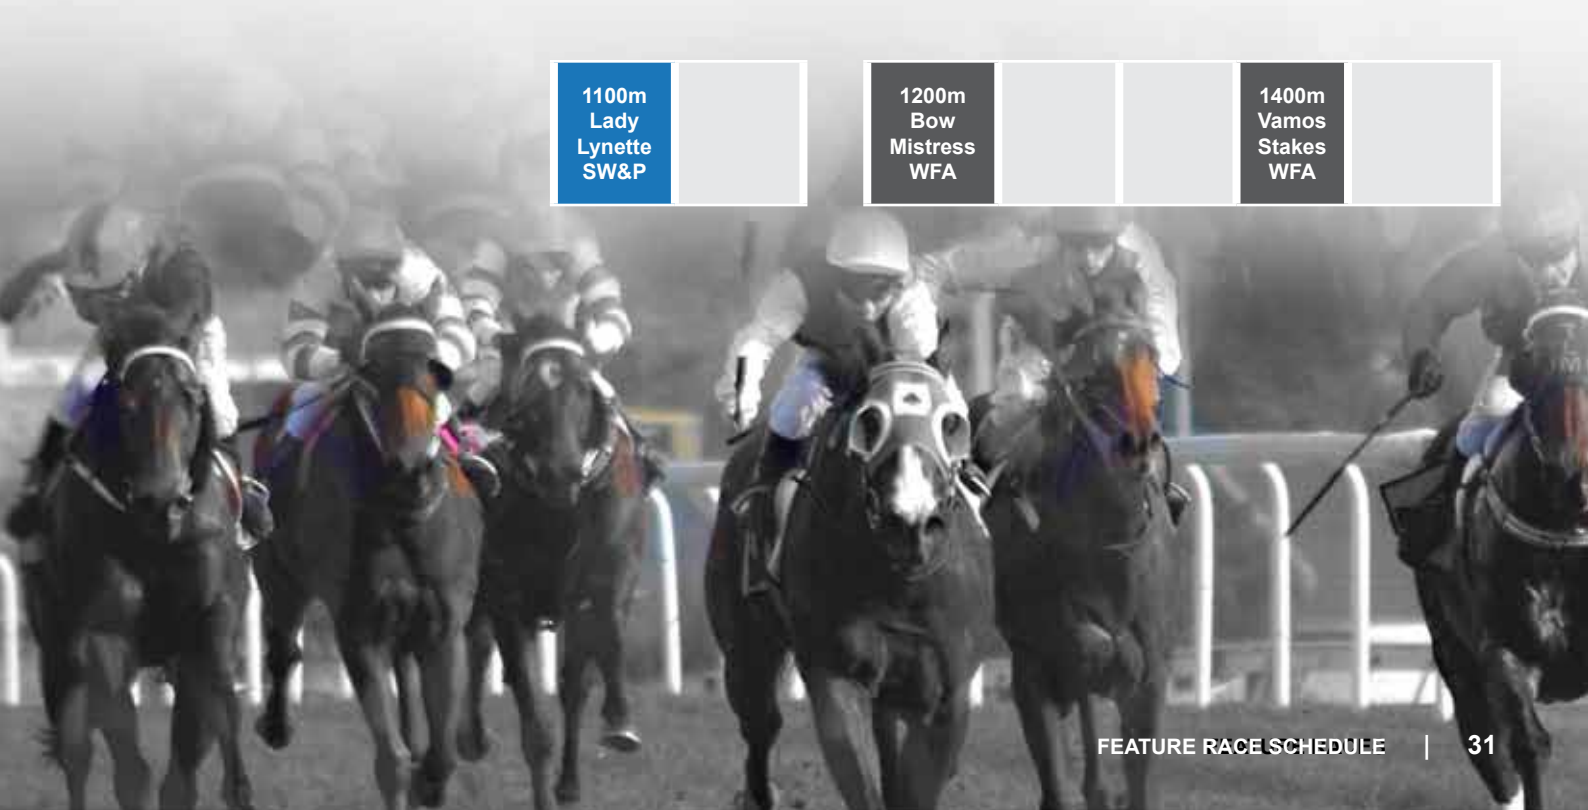 1100m
Lady
Lynette
SW&P
1200m
Bow
Mistress
WFA
1400m
Vamos
Stakes
WFA
FEATURE RACE SCHEDULE | 31